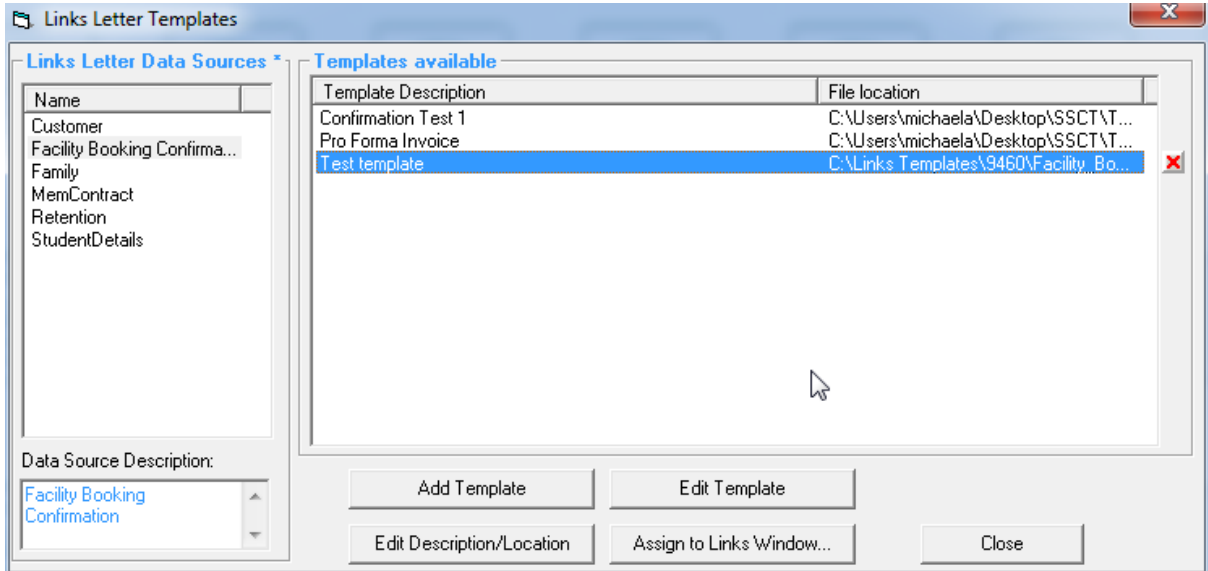 Links Letter Templates
Links Letter Data Sources *
Templates available
Name
Customer
Facility Booking Confirma...
Family
MemContract
Retention
StudentDetails
Template Description File location
Confirmation Test 1 C:\Users\michaela\Desktop\SSCT\T...
Pro Forma Invoice C:\Users\michaela\Desktop\SSCT\T...
Test template C:\Links Templates\9460\Facility_Bo...
Data Source Description:
Facility Booking
Confirmation
Add Template Edit Template
Edit Description/Location Assign to Links Window... Close